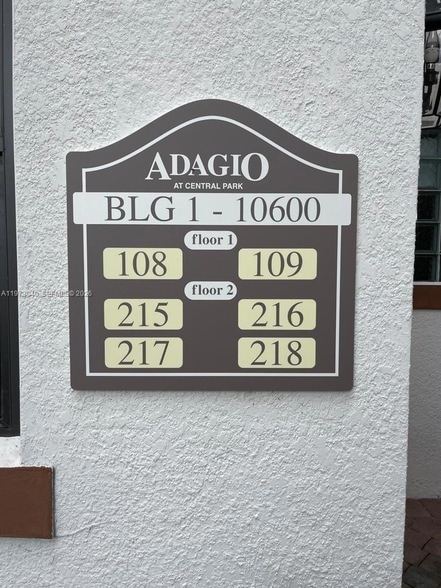 ADAGIO
AT CENTRAL PARK
BLG 1 - 10600
floor 1
108 109
floor 2
215 216
217 218